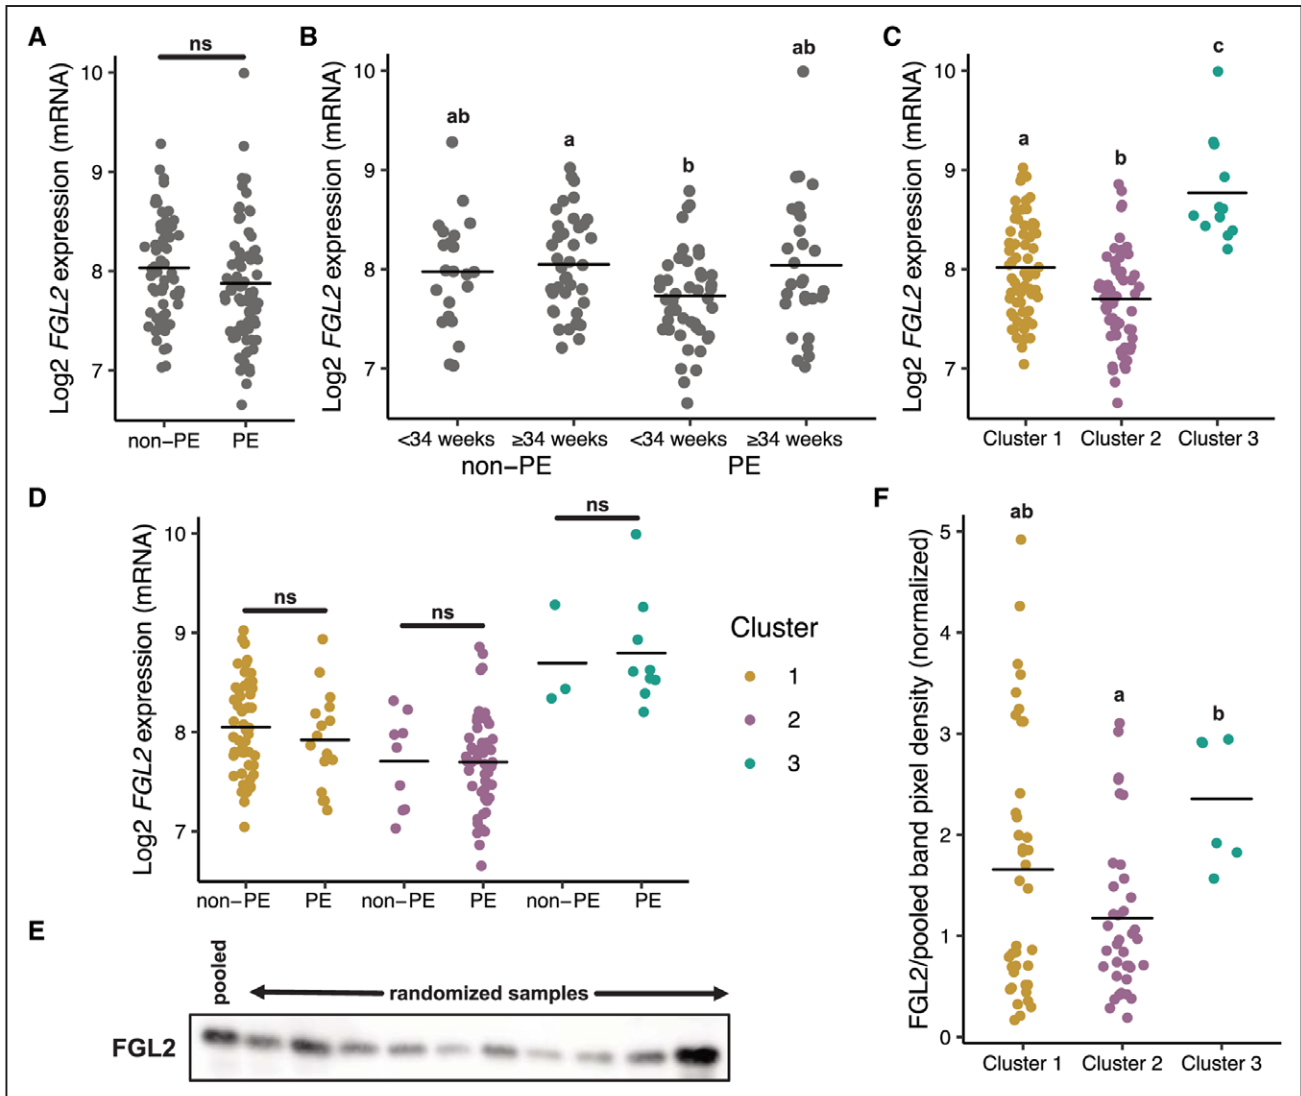 A
ns
Log2 FGL2 expression (mRNA)
10
9
8
7
non−PE PE
B
ab
a
b
ab
Log2 FGL2 expression (mRNA)
10
9
8
7
<34 weeks ≥34 weeks <34 weeks ≥34 weeks
non−PE PE
C
a
b
c
Log2 FGL2 expression (mRNA)
10
9
8
7
Cluster 1 Cluster 2 Cluster 3
D
ns
ns
ns
Log2 FGL2 expression (mRNA)
10
9
8
7
non−PE PE non−PE PE non−PE PE
Cluster
1
2
3
E
pooled
randomized samples
FGL2
F
ab
a
b
FGL2/pooled band pixel density (normalized)
5
4
3
2
1
0
Cluster 1 Cluster 2 Cluster 3